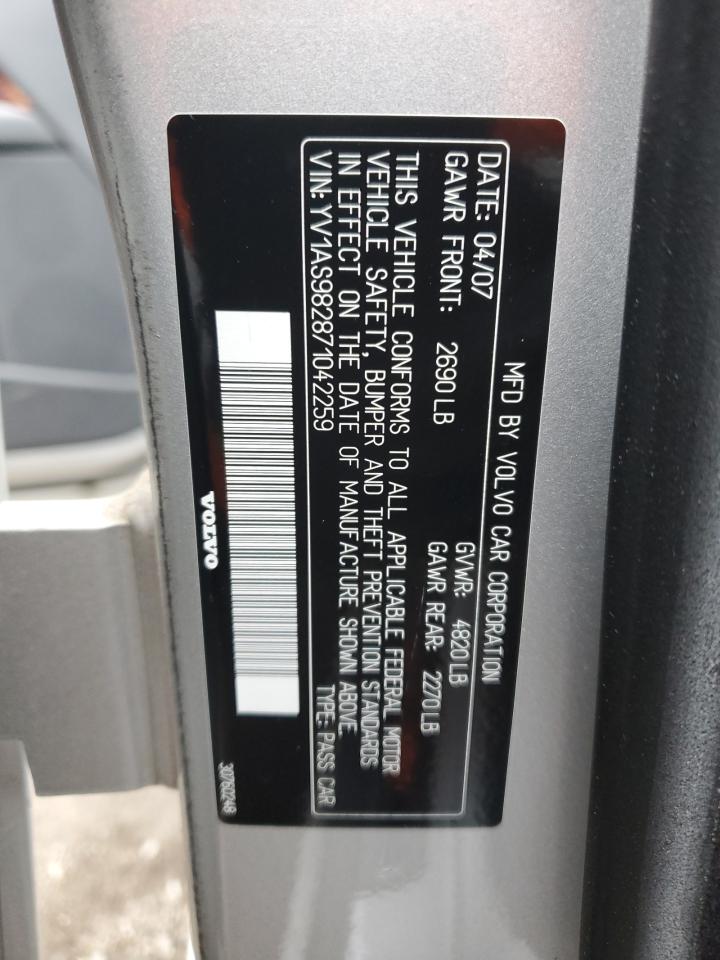 MFD BY VOLVO CAR CORPORATION
DATE: 04/07 GVWR: 4820 LB
GAWR FRONT: 2690 LB GAWR REAR: 2270 LB
THIS VEHICLE CONFORMS TO ALL APPLICABLE FEDERAL MOTOR
VEHICLE SAFETY, BUMPER AND THEFT PREVENTION STANDARDS
IN EFFECT ON THE DATE OF MANUFACTURE SHOWN ABOVE.
VIN: YV1AS982871042259 TYPE: PASS CAR
VOLVO
30760248